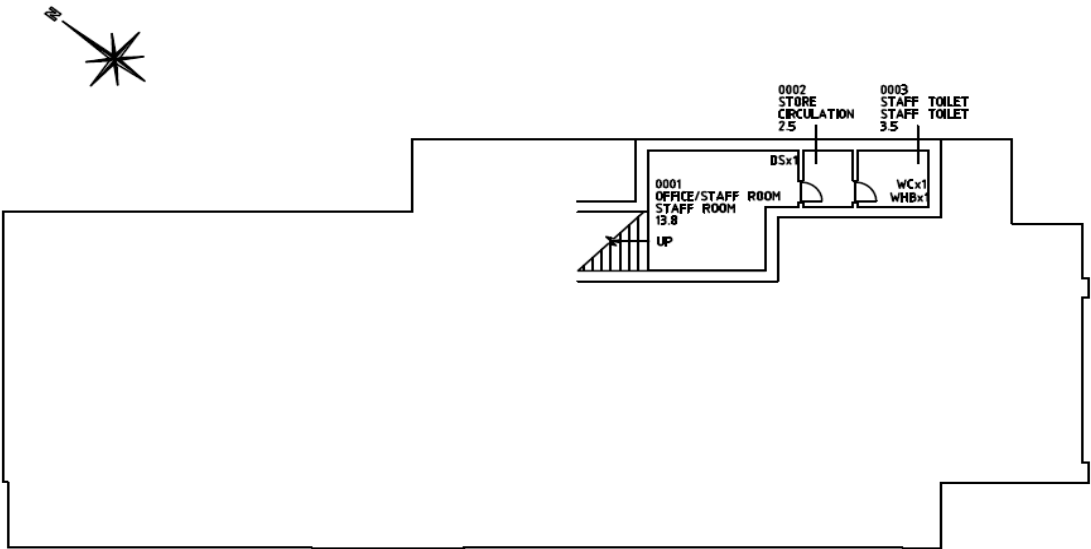 N
0002
STORE
CIRCULATION
2.5
0003
STAFF TOILET
STAFF TOILET
3.5
DSx1
0001
OFFICE/STAFF ROOM
STAFF ROOM
13.8
WCx1
WHBx1
UP